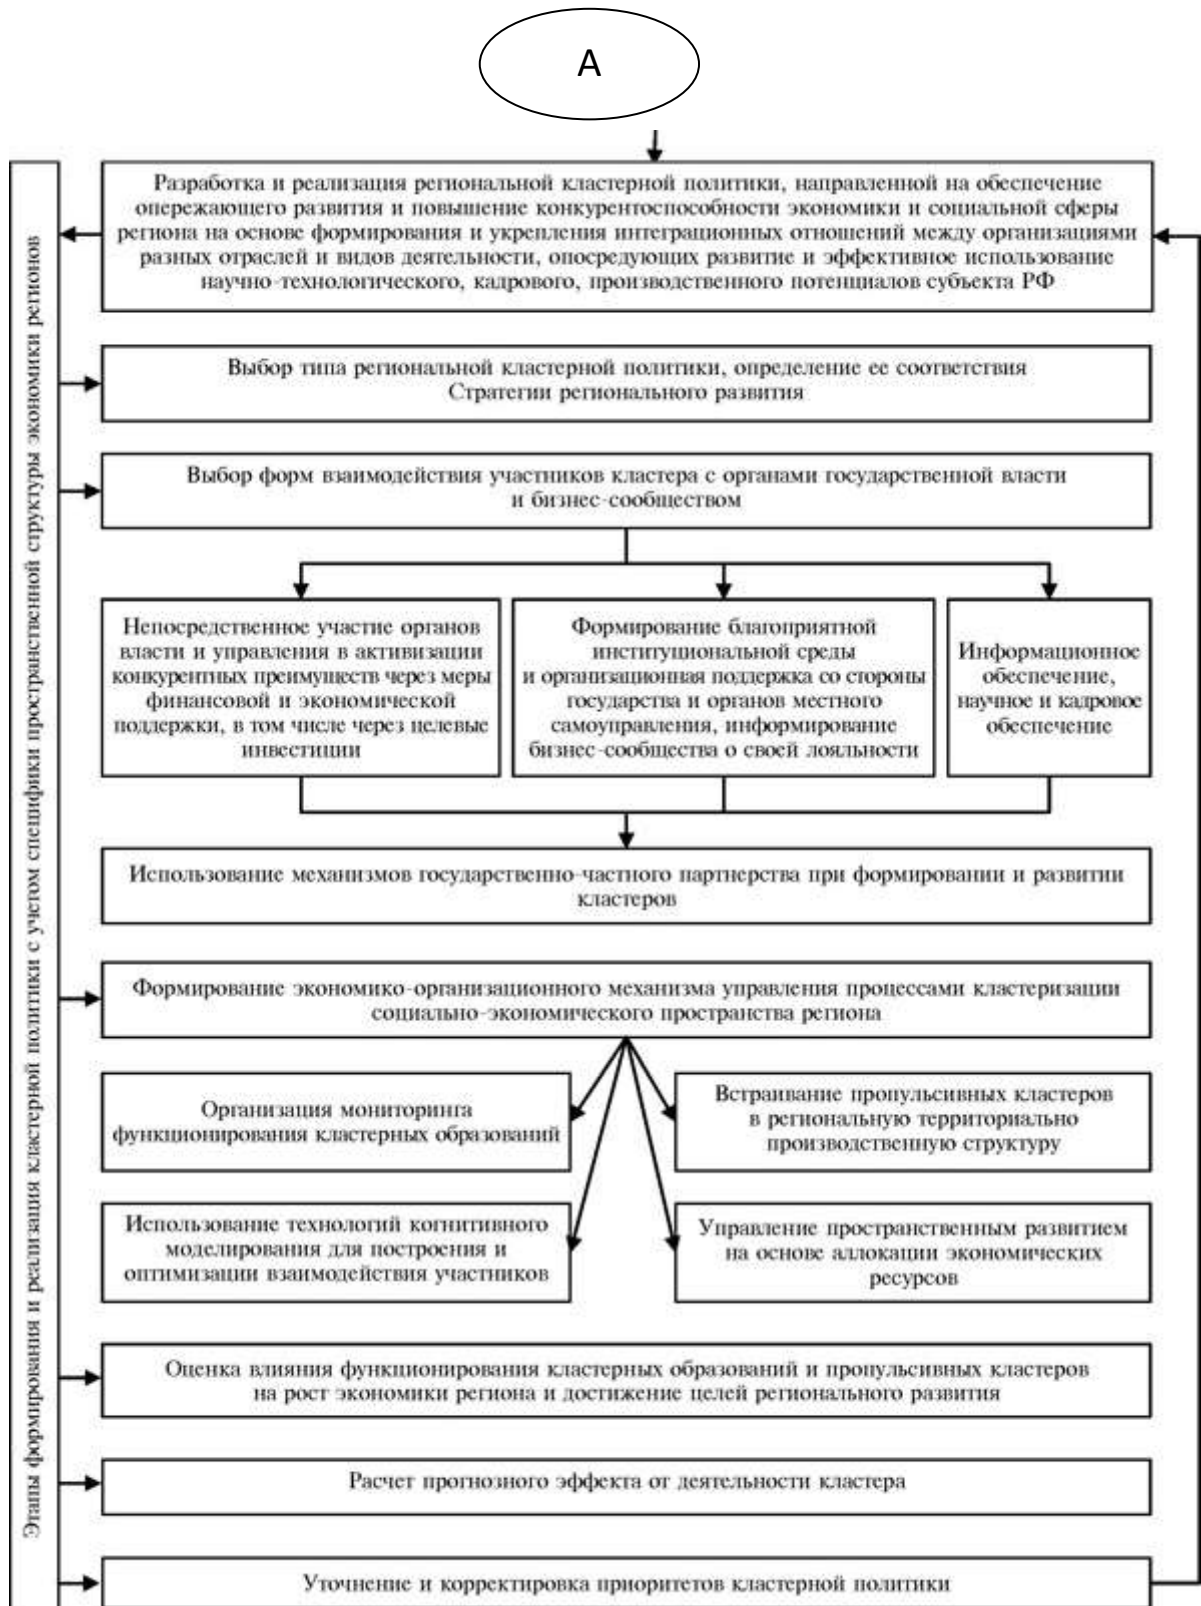 А
Этапы формирования и реализация кластерной политики с учетом специфики пространственной структуры экономики регионов
Разработка и реализация региональной кластерной политики, направленной на обеспечение
опережающего развития и повышение конкурентоспособности экономики и социальной сферы
региона на основе формирования и укрепления интеграционных отношений между организациями
разных отраслей и видов деятельности, опосредующих развитие и эффективное использование
научно-технологического, кадрового, производственного потенциалов субъекта РФ
Выбор типа региональной кластерной политики, определение ее соответствия
Стратегии регионального развития
Выбор форм взаимодействия участников кластера с органами государственной власти
и бизнес-сообществом
Непосредственное участие органов
власти и управления в активизации
конкурентных преимуществ через меры
финансовой и экономической
поддержки, в том числе через целевые
инвестиции
Формирование благоприятной
институциональной среды
и организационная поддержка со стороны
государства и органов местного
самоуправления, информирование
бизнес-сообщества о своей лояльности
Информационное
обеспечение,
научное и кадровое
обеспечение
Использование механизмов государственно-частного партнерства при формировании и развитии
кластеров
Формирование экономико-организационного механизма управления процессами кластеризации
социально-экономического пространства региона
Организация мониторинга
функционирования кластерных образований
Встраивание пропульсивных кластеров
в региональную территориально
производственную структуру
Использование технологий когнитивного
моделирования для построения и
оптимизации взаимодействия участников
Управление пространственным развитием
на основе аллокации экономических
ресурсов
Оценка влияния функционирования кластерных образований и пропульсивных кластеров
на рост экономики региона и достижение целей регионального развития
Расчет прогнозного эффекта от деятельности кластера
Уточнение и корректировка приоритетов кластерной политики